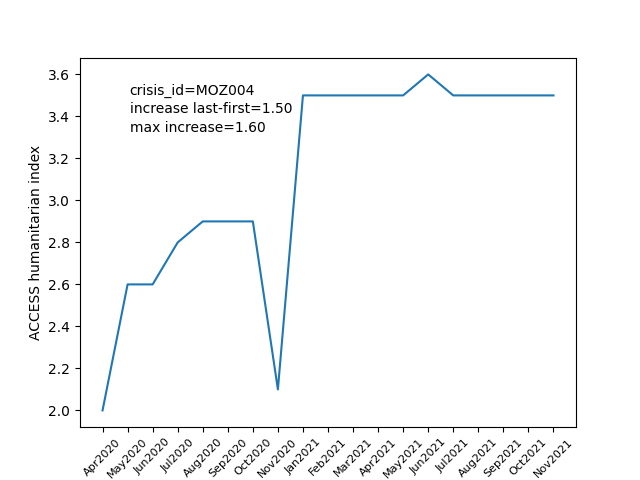 crisis_id=MOZ004
increase last-first=1.50
max increase=1.60
ACCESS humanitarian index
3.6
3.4
3.2
3.0
2.8
2.6
2.4
2.2
2.0
Apr2020
May2020
Jun2020
Jul2020
Aug2020
Sep2020
Oct2020
Nov2020
Jan2021
Feb2021
Mar2021
Apr2021
May2021
Jun2021
Jul2021
Aug2021
Sep2021
Oct2021
Nov2021